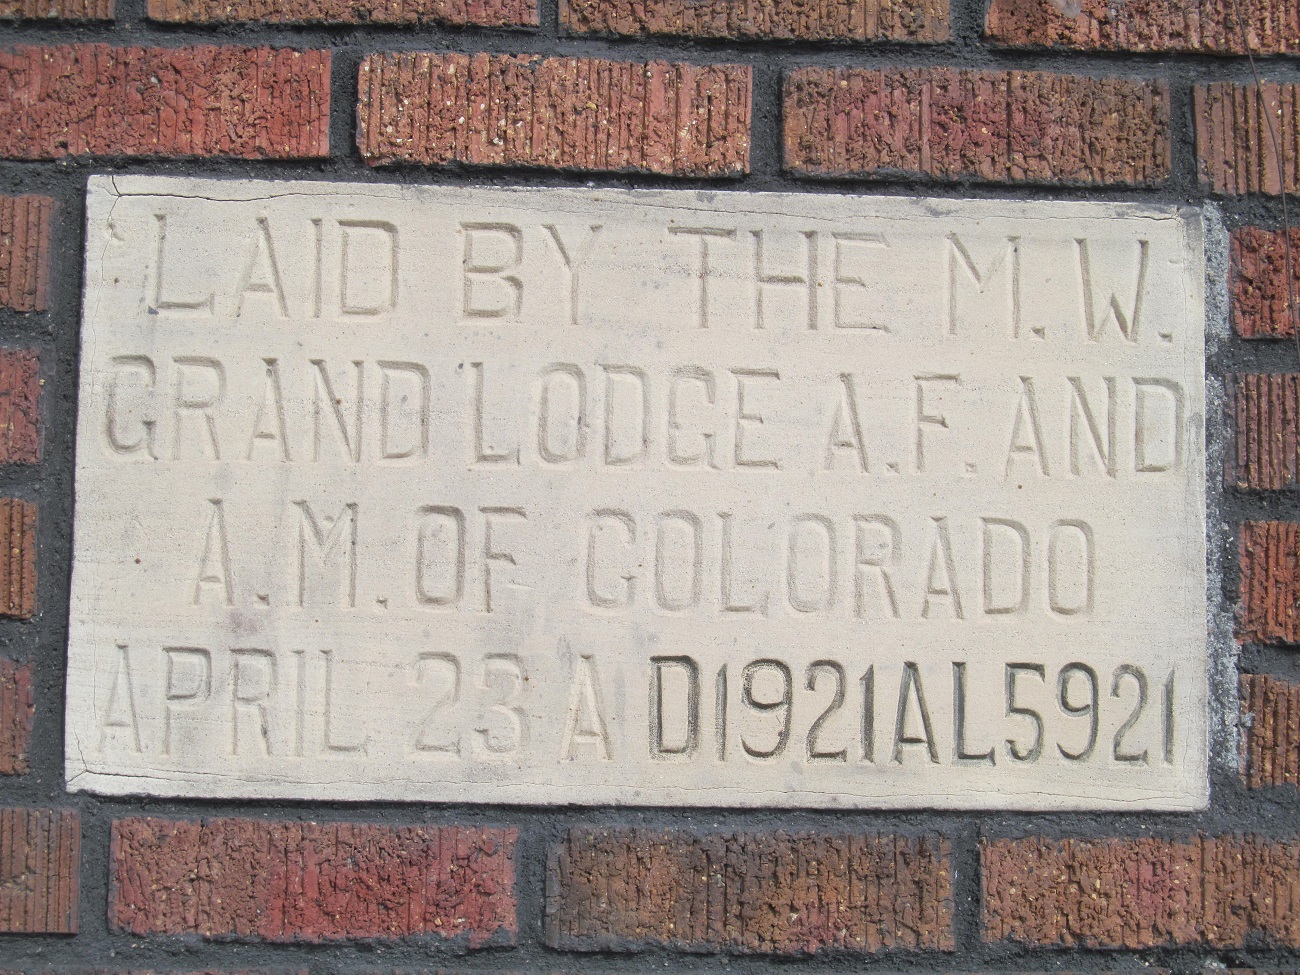 LAID BY THE M.W.
GRAND LODGE A.F. AND
A.M. OF COLORADO
APRIL 23 A D1921AL5921